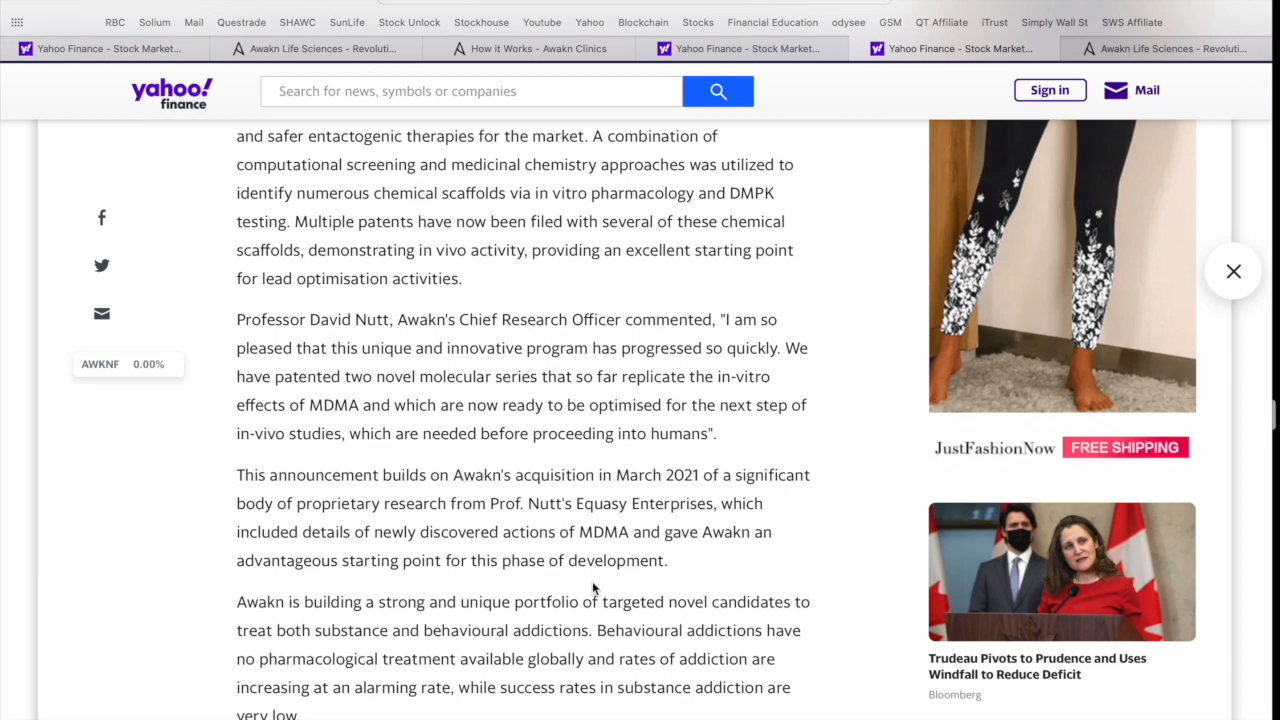 RBC Solium Mail Questrade SHAWC SunLife Stock Unlock Stockhouse Youtube Yahoo Blockchain Stocks Financial Education odysee GSM QT Affiliate iTrust Simply Wall St SWS Affiliate
Yahoo Finance - Stock Market... Awakn Life Sciences - Revoluti... How it Works - Awakn Clinics Yahoo Finance - Stock Market... Yahoo Finance - Stock Market... Awakn Life Sciences - Revoluti...
yahoo!
finance
Search for news, symbols or companies
Sign in
Mail
and safer entactogenic therapies for the market. A combination of
computational screening and medicinal chemistry approaches was utilized to
identify numerous chemical scaffolds via in vitro pharmacology and DMPK
testing. Multiple patents have now been filed with several of these chemical
scaffolds, demonstrating in vivo activity, providing an excellent starting point
for lead optimisation activities.
Professor David Nutt, Awakn's Chief Research Officer commented, "I am so
pleased that this unique and innovative program has progressed so quickly. We
have patented two novel molecular series that so far replicate the in-vitro
effects of MDMA and which are now ready to be optimised for the next step of
in-vivo studies, which are needed before proceeding into humans".
This announcement builds on Awakn's acquisition in March 2021 of a significant
body of proprietary research from Prof. Nutt's Equasy Enterprises, which
included details of newly discovered actions of MDMA and gave Awakn an
advantageous starting point for this phase of development.
Awakn is building a strong and unique portfolio of targeted novel candidates to
treat both substance and behavioural addictions. Behavioural addictions have
no pharmacological treatment available globally and rates of addiction are
increasing at an alarming rate, while success rates in substance addiction are
very low.
AWKNF 0.00%
JustFashionNow FREE SHIPPING
Trudeau Pivots to Prudence and Uses
Windfall to Reduce Deficit
Bloomberg